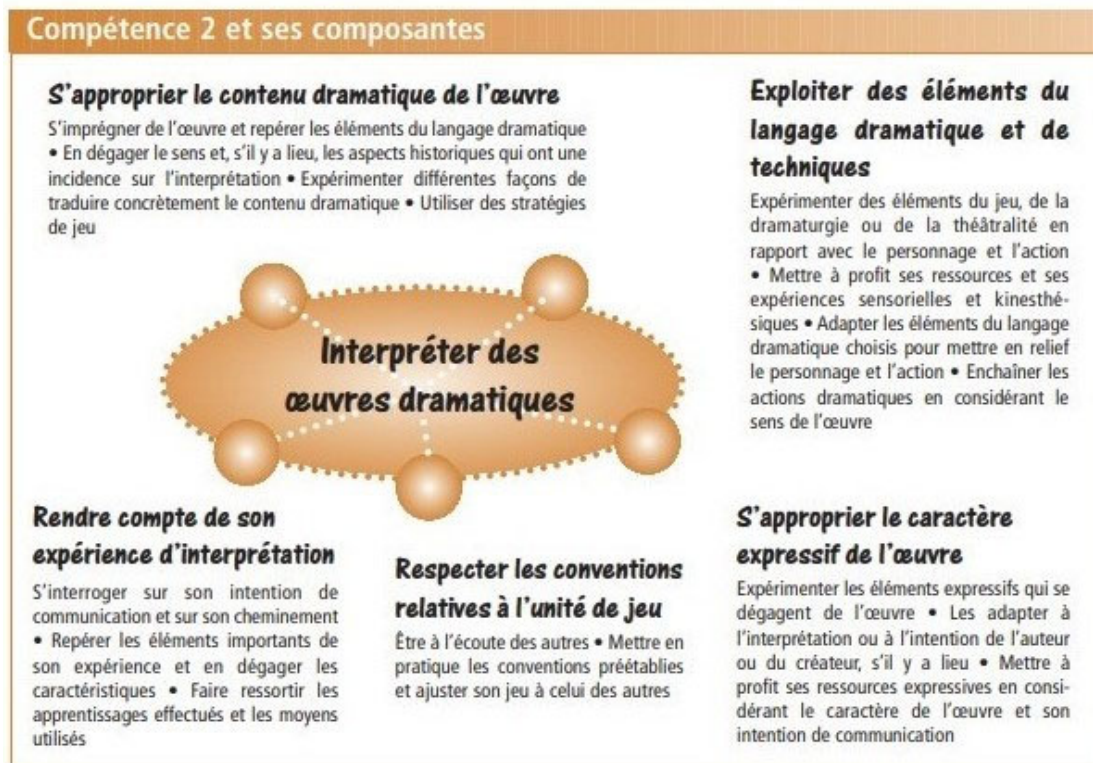 Compétence 2 et ses composantes
S'approprier le contenu dramatique de l'œuvre
S'imprégner de l'œuvre et repérer les éléments du langage dramatique
• En dégager le sens et, s'il y a lieu, les aspects historiques qui ont une
incidence sur l'interprétation • Expérimenter différentes façons de
traduire concrètement le contenu dramatique • Utiliser des stratégies
de jeu
Exploiter des éléments du
langage dramatique et de
techniques
Expérimenter des éléments du jeu, de la
dramaturgie ou de la théâtralité en
rapport avec le personnage et l'action
• Mettre à profit ses ressources et ses
expériences sensorielles et kinesthé-
siques • Adapter les éléments du langage
dramatique choisis pour mettre en relief
le personnage et l'action • Enchaîner les
actions dramatiques en considérant le
sens de l'œuvre
Interpréter des
œuvres dramatiques
Rendre compte de son
expérience d'interprétation
S'interroger sur son intention de
communication et sur son cheminement
• Repérer les éléments importants de
son expérience et en dégager les
caractéristiques • Faire ressortir les
apprentissages effectués et les moyens
utilisés
Respecter les conventions
relatives à l'unité de jeu
Être à l'écoute des autres • Mettre en
pratique les conventions préétablies
et ajuster son jeu à celui des autres
S'approprier le caractère
expressif de l'œuvre
Expérimenter les éléments expressifs qui se
dégagent de l'œuvre • Les adapter à
l'interprétation ou à l'intention de l'auteur
ou du créateur, s'il y a lieu • Mettre à
profit ses ressources expressives en consi-
dérant le caractère de l'œuvre et son
intention de communication